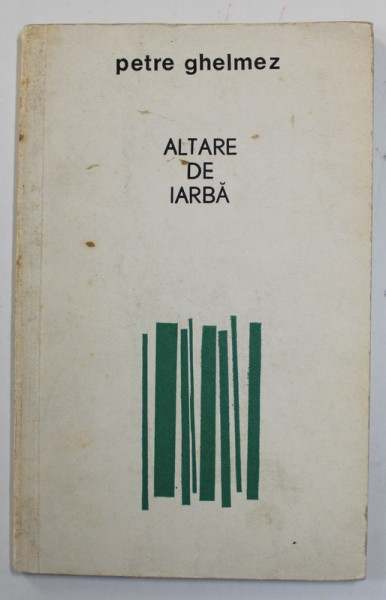 petre ghelmez
ALTARE
DE
IARBĂ